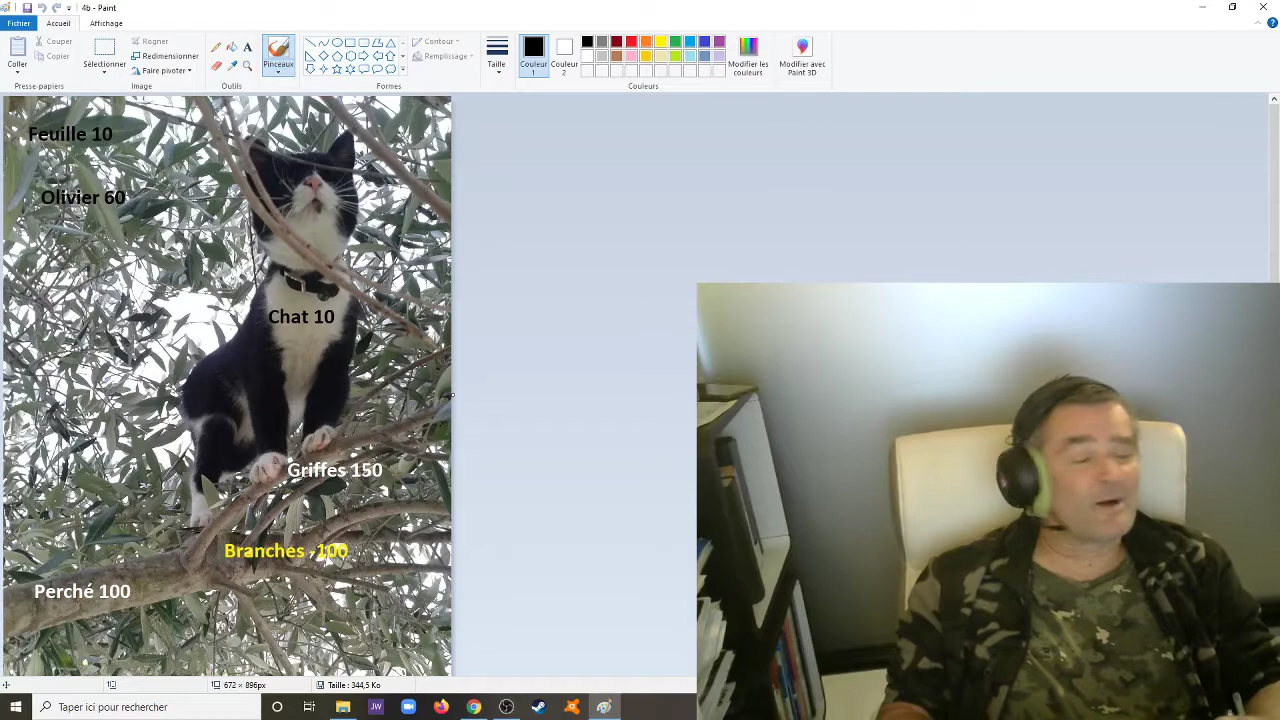 4b - Paint
Fichier
Accueil
Affichage
Coller
Couper
Copier
Presse-papiers
Sélectionner
Rogner
Redimensionner
Faire pivoter
Image
Outils
Pinceaux
Contour
Remplissage
Formes
Taille
Couleur 1
Couleur 2
Modifier les couleurs
Modifier avec Paint 3D
Couleurs
Feuille 10
Olivier 60
Chat 10
Griffes 150
Branches -100
Perché 100
672 × 896px
Taille : 344,5 Ko
Taper ici pour rechercher
JW